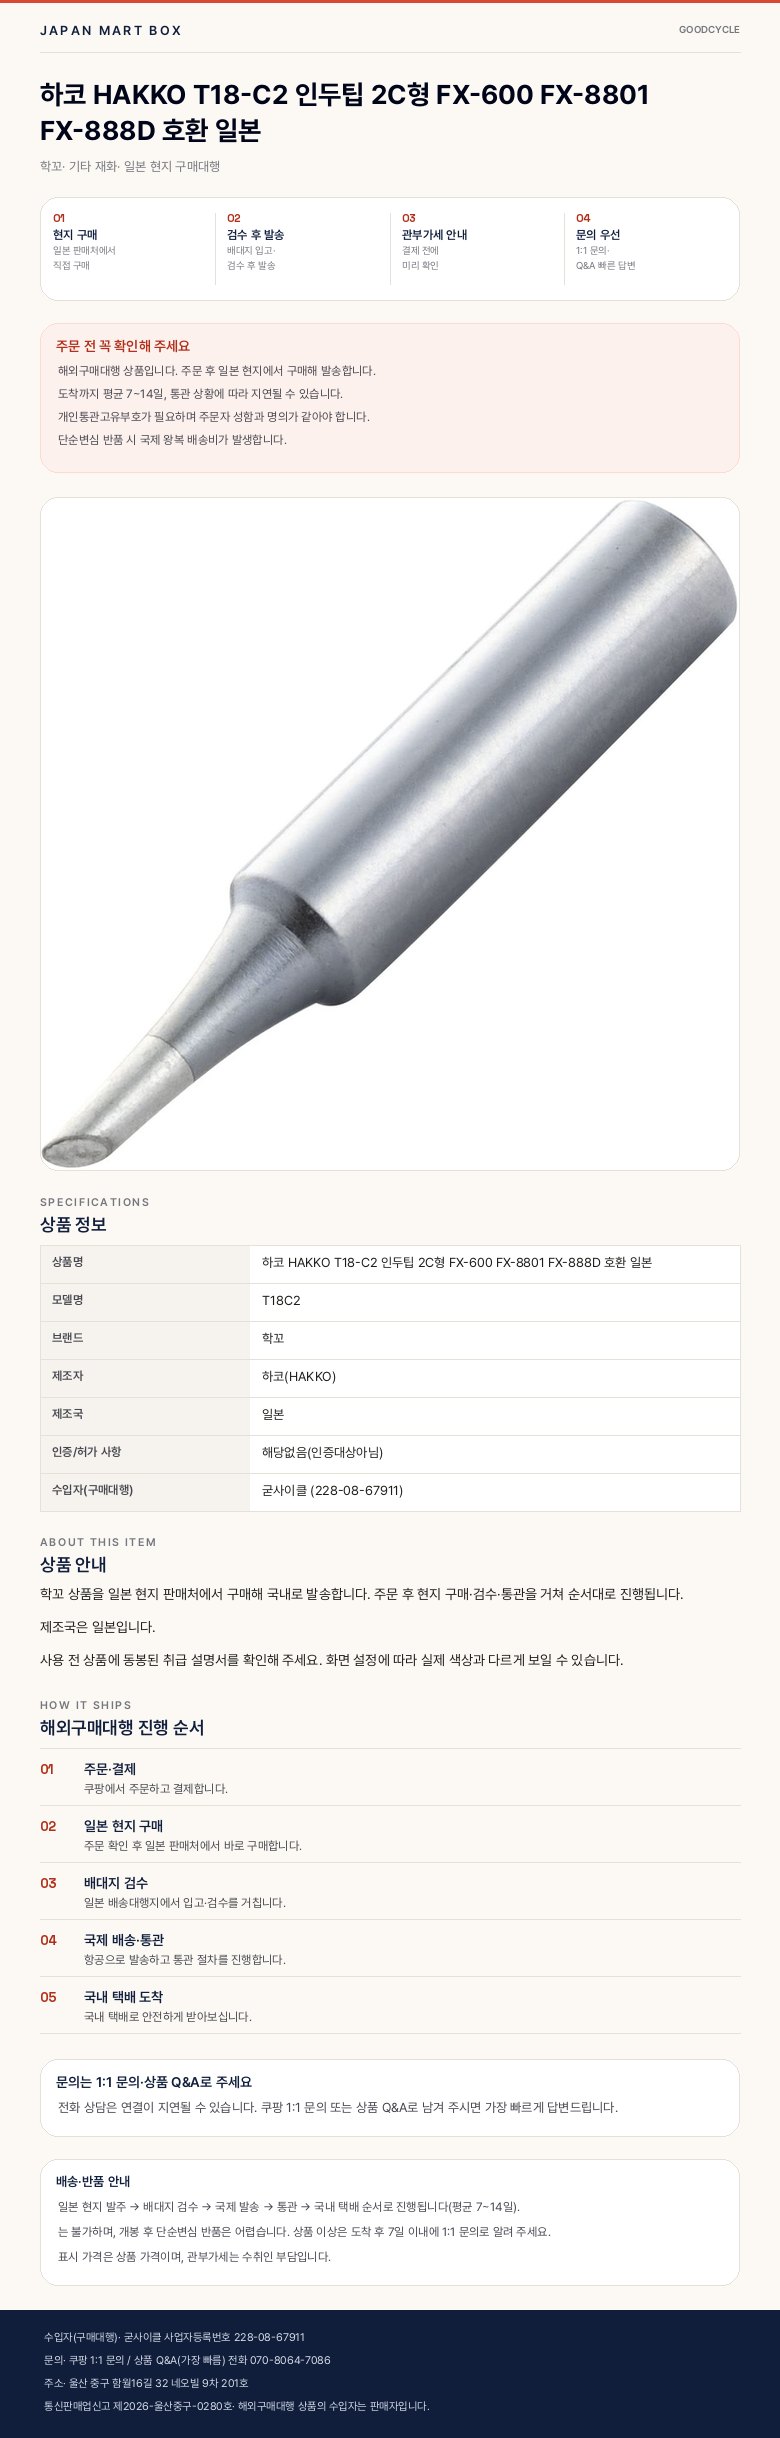 JAPAN MART BOX
GOODCYCLE
하코 HAKKO T18-C2 인두팁 2C형 FX-600 FX-8801
FX-888D 호환 일본
학꼬· 기타 재화· 일본 현지 구매대행
01
현지 구매
일본 판매처에서
직접 구매
02
검수 후 발송
배대지 입고·
검수 후 발송
03
관부가세 안내
결제 전에
미리 확인
04
문의 우선
1:1 문의·
Q&A 빠른 답변
주문 전 꼭 확인해 주세요
해외구매대행 상품입니다. 주문 후 일본 현지에서 구매해 발송합니다.
도착까지 평균 7~14일, 통관 상황에 따라 지연될 수 있습니다.
개인통관고유부호가 필요하며 주문자 성함과 명의가 같아야 합니다.
단순변심 반품 시 국제 왕복 배송비가 발생합니다.
SPECIFICATIONS
상품 정보
상품명 하코 HAKKO T18-C2 인두팁 2C형 FX-600 FX-8801 FX-888D 호환 일본
모델명 T18C2
브랜드 학꼬
제조자 하코(HAKKO)
제조국 일본
인증/허가 사항 해당없음(인증대상아님)
수입자(구매대행) 굳사이클 (228-08-67911)
ABOUT THIS ITEM
상품 안내
학꼬 상품을 일본 현지 판매처에서 구매해 국내로 발송합니다. 주문 후 현지 구매·검수·통관을 거쳐 순서대로 진행됩니다.
제조국은 일본입니다.
사용 전 상품에 동봉된 취급 설명서를 확인해 주세요. 화면 설정에 따라 실제 색상과 다르게 보일 수 있습니다.
HOW IT SHIPS
해외구매대행 진행 순서
01 주문·결제
쿠팡에서 주문하고 결제합니다.
02 일본 현지 구매
주문 확인 후 일본 판매처에서 바로 구매합니다.
03 배대지 검수
일본 배송대행지에서 입고·검수를 거칩니다.
04 국제 배송·통관
항공으로 발송하고 통관 절차를 진행합니다.
05 국내 택배 도착
국내 택배로 안전하게 받아보십니다.
문의는 1:1 문의·상품 Q&A로 주세요
전화 상담은 연결이 지연될 수 있습니다. 쿠팡 1:1 문의 또는 상품 Q&A로 남겨 주시면 가장 빠르게 답변드립니다.
배송·반품 안내
일본 현지 발주 → 배대지 검수 → 국제 발송 → 통관 → 국내 택배 순서로 진행됩니다(평균 7~14일).
는 불가하며, 개봉 후 단순변심 반품은 어렵습니다. 상품 이상은 도착 후 7일 이내에 1:1 문의로 알려 주세요.
표시 가격은 상품 가격이며, 관부가세는 수취인 부담입니다.
수입자(구매대행)· 굳사이클 사업자등록번호 228-08-67911
문의· 쿠팡 1:1 문의 / 상품 Q&A(가장 빠름) 전화 070-8064-7086
주소· 울산 중구 함월16길 32 네오빌 9차 201호
통신판매업신고 제2026-울산중구-0280호· 해외구매대행 상품의 수입자는 판매자입니다.